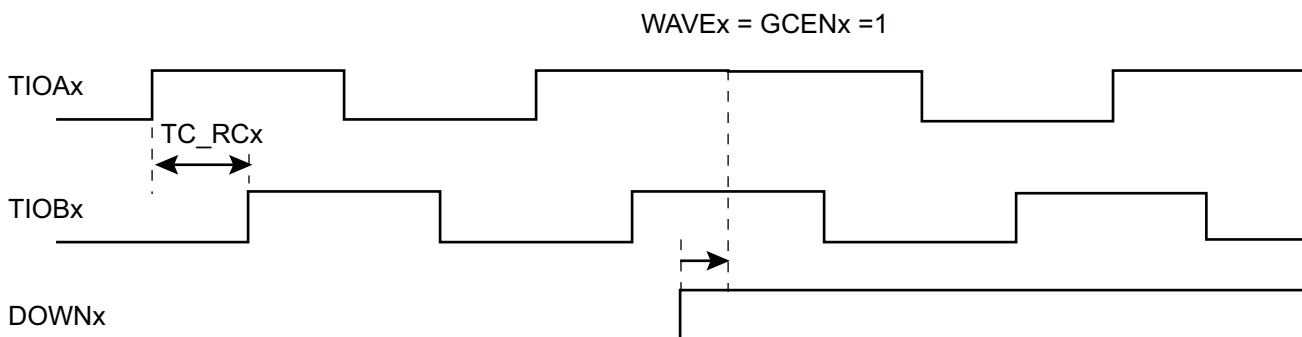 WAVEx = GCENx =1
TIOAx
TC_RCx
TIOBx
DOWNx